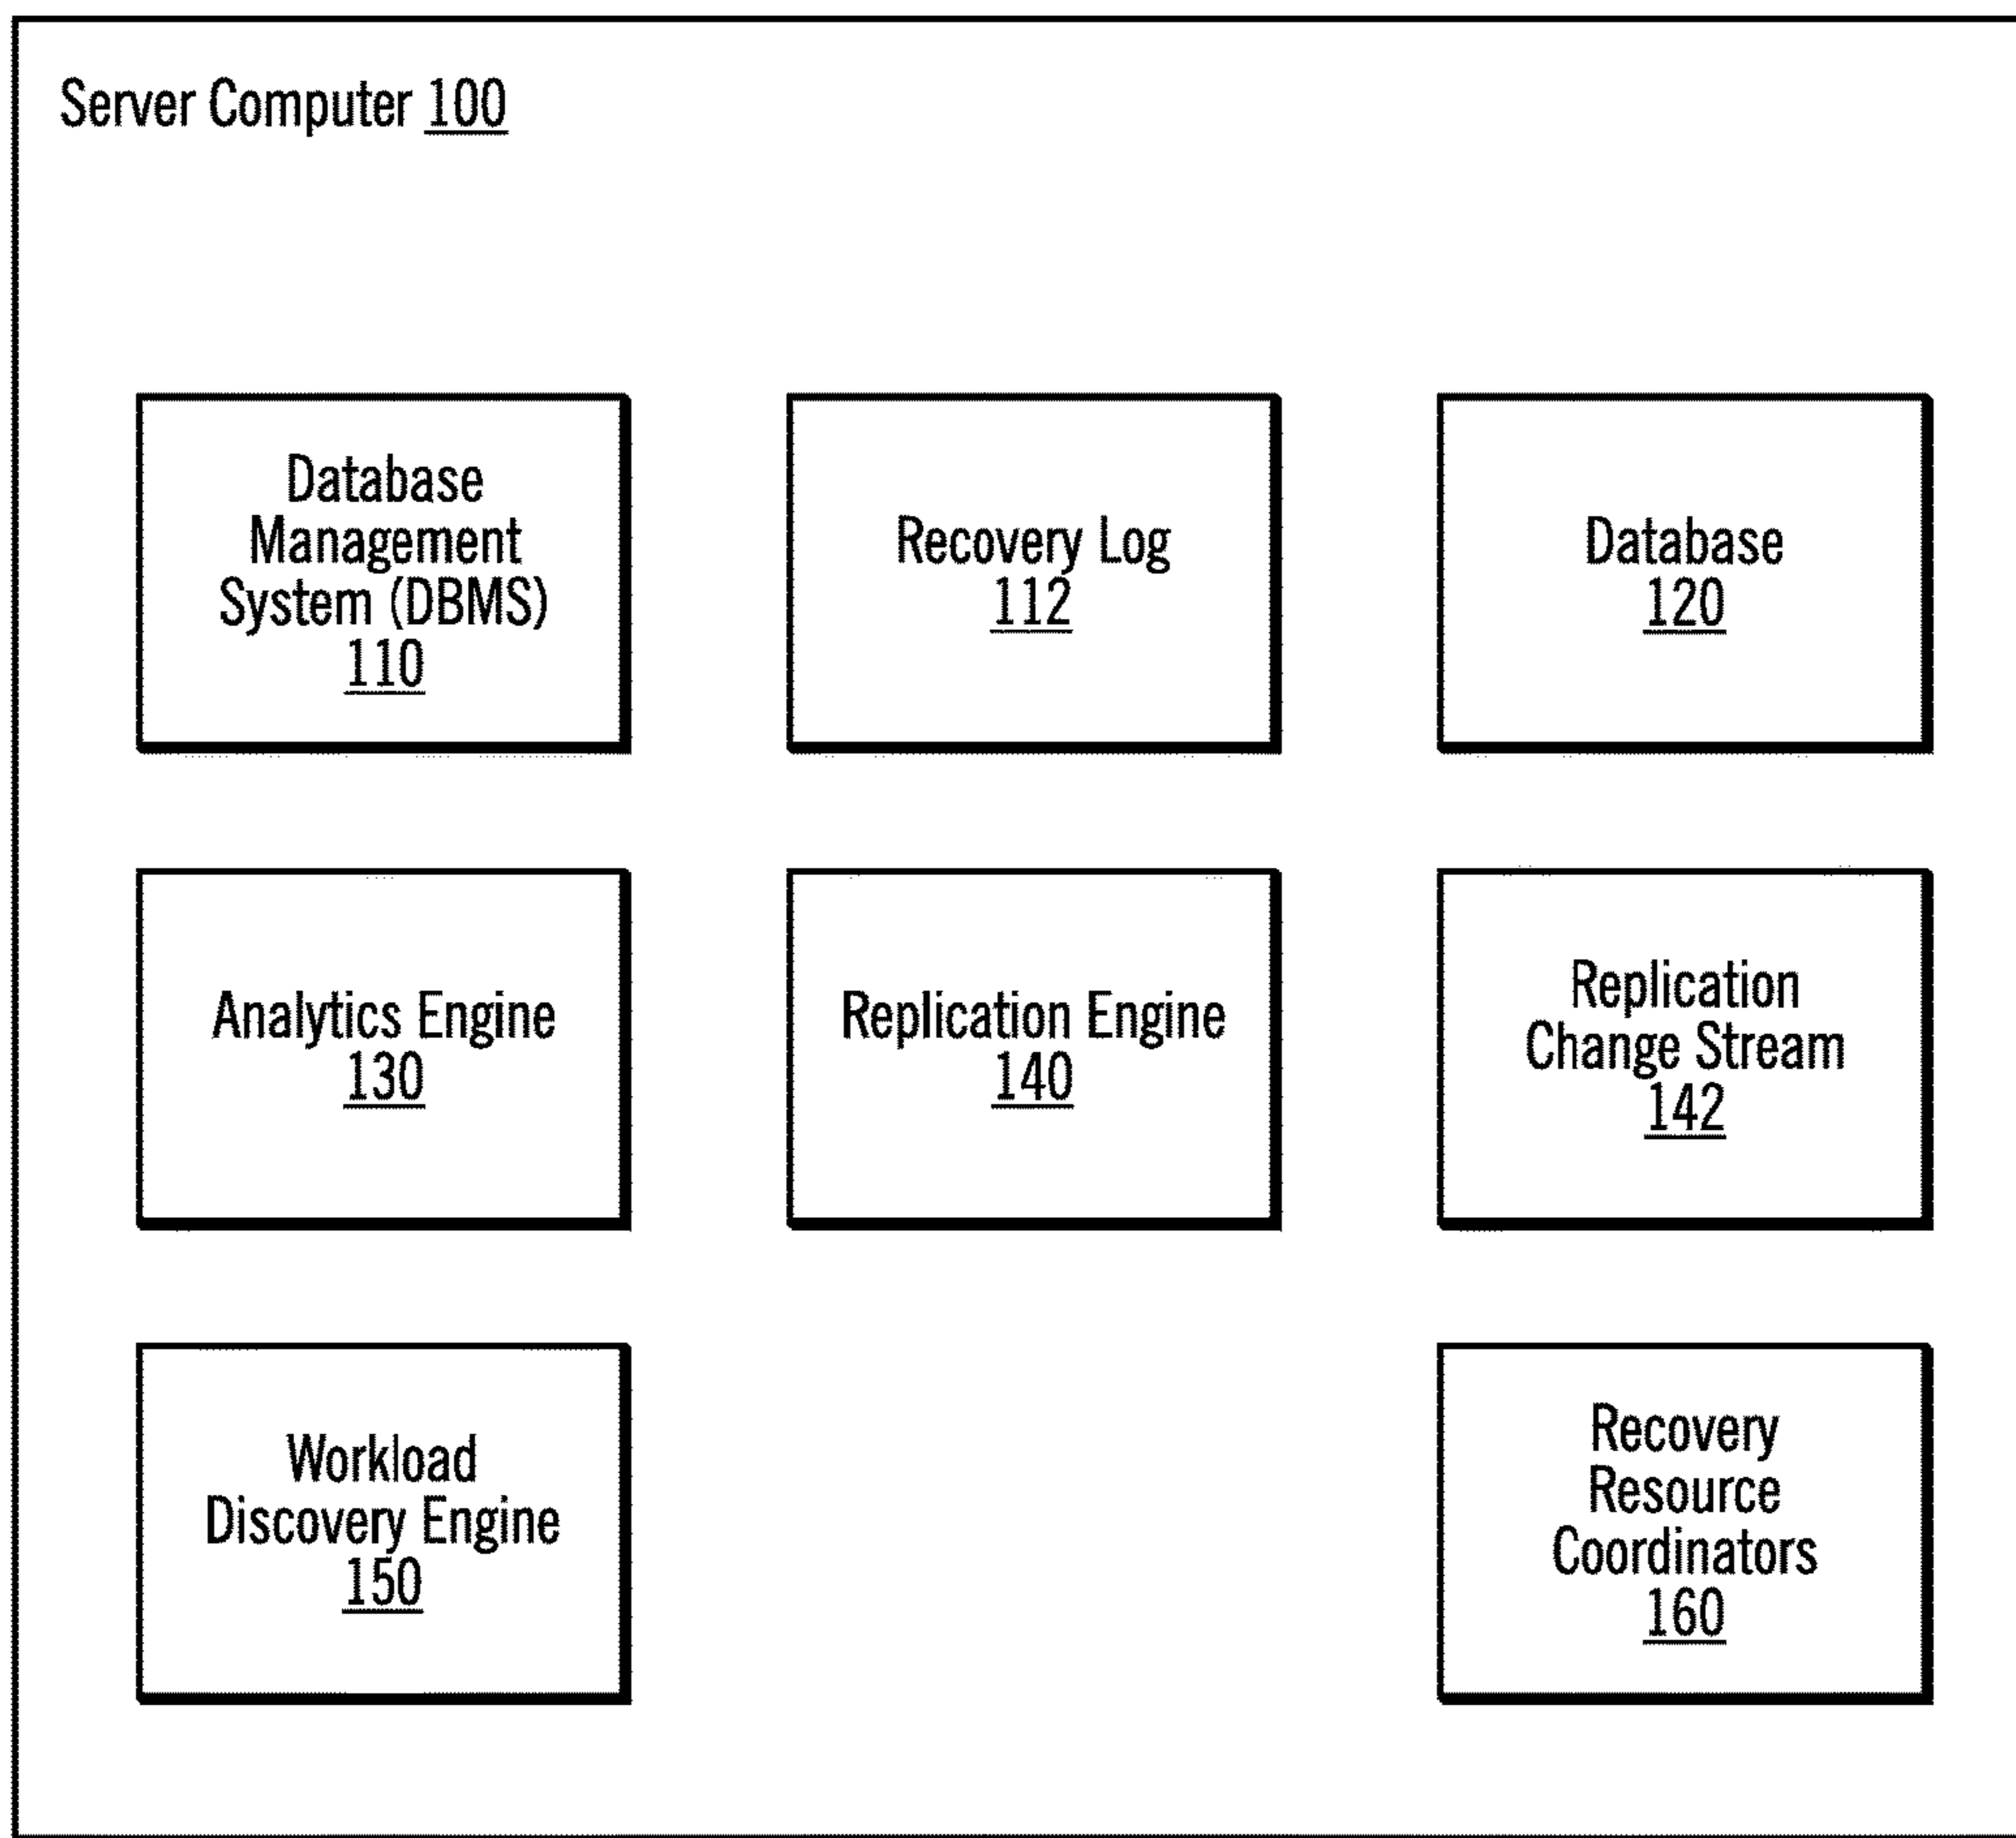 Server Computer 100
Database
Management
System (DBMS)
110
Recovery Log
112
Database
120
Analytics Engine
130
Replication Engine
140
Replication
Change Stream
142
Workload
Discovery Engine
150
Recovery
Resource
Coordinators
160